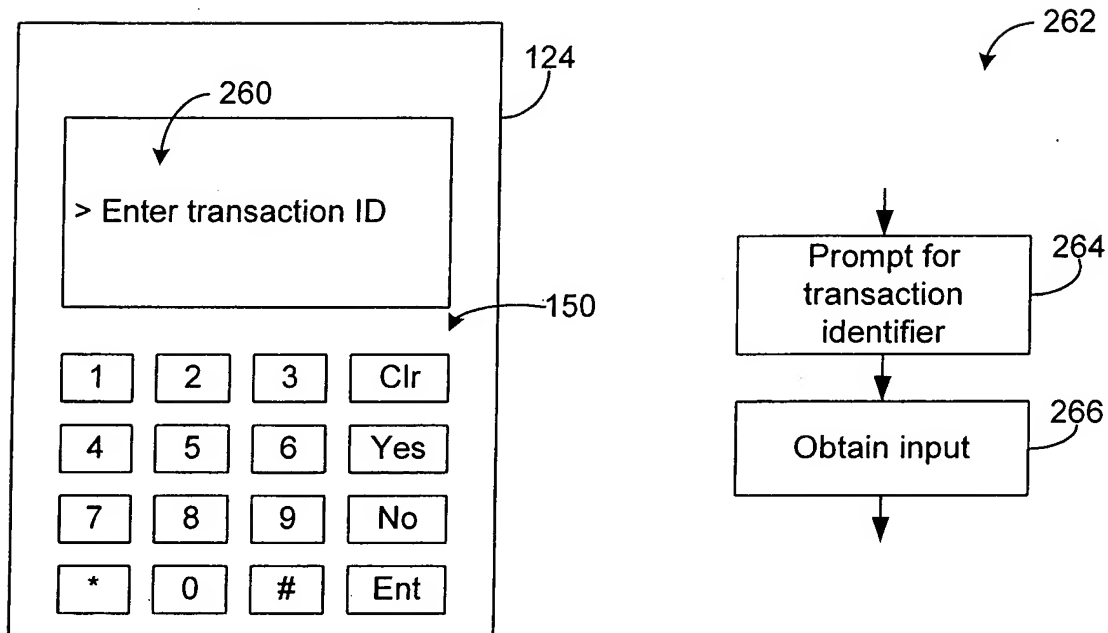 262
124
260
> Enter transaction ID
150
1 2 3 Clr
4 5 6 Yes
7 8 9 No
* 0 # Ent
Prompt for
transaction
identifier
264
Obtain input
266